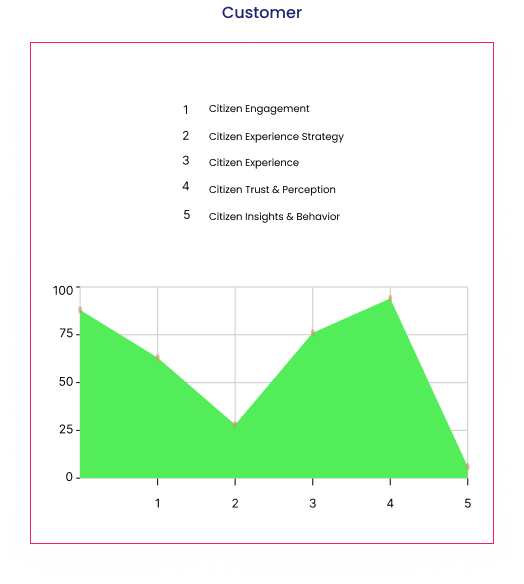 Customer
1 Citizen Engagement
2 Citizen Experience Strategy
3 Citizen Experience
4 Citizen Trust & Perception
5 Citizen Insights & Behavior
100
75
50
25
0
1 2 3 4 5